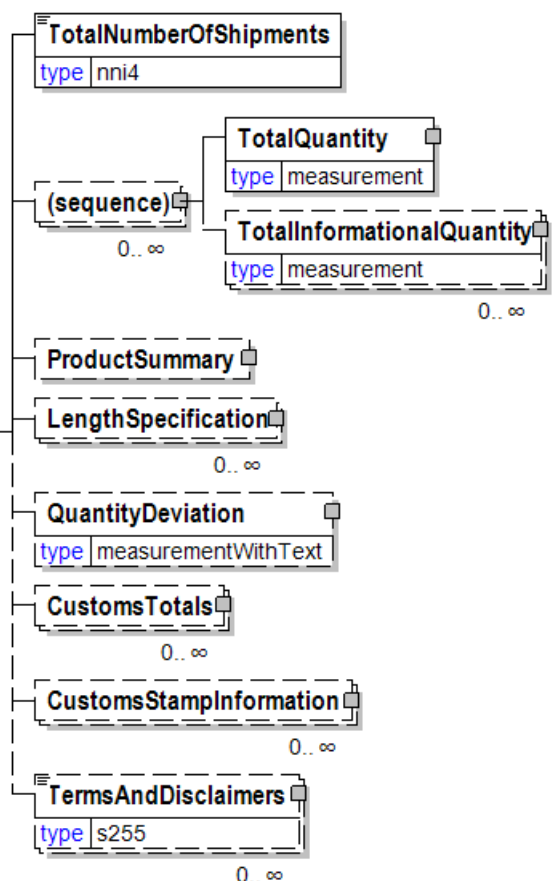 TotalNumberOfShipments
type nni4
TotalQuantity
type measurement
(sequence)
0.. ∞
TotalInformationalQuantity
type measurement
0.. ∞
ProductSummary
LengthSpecification
0.. ∞
QuantityDeviation
type measurementWithText
CustomsTotals
0.. ∞
CustomsStampInformation
0.. ∞
TermsAndDisclaimers
type s255
0.. ∞